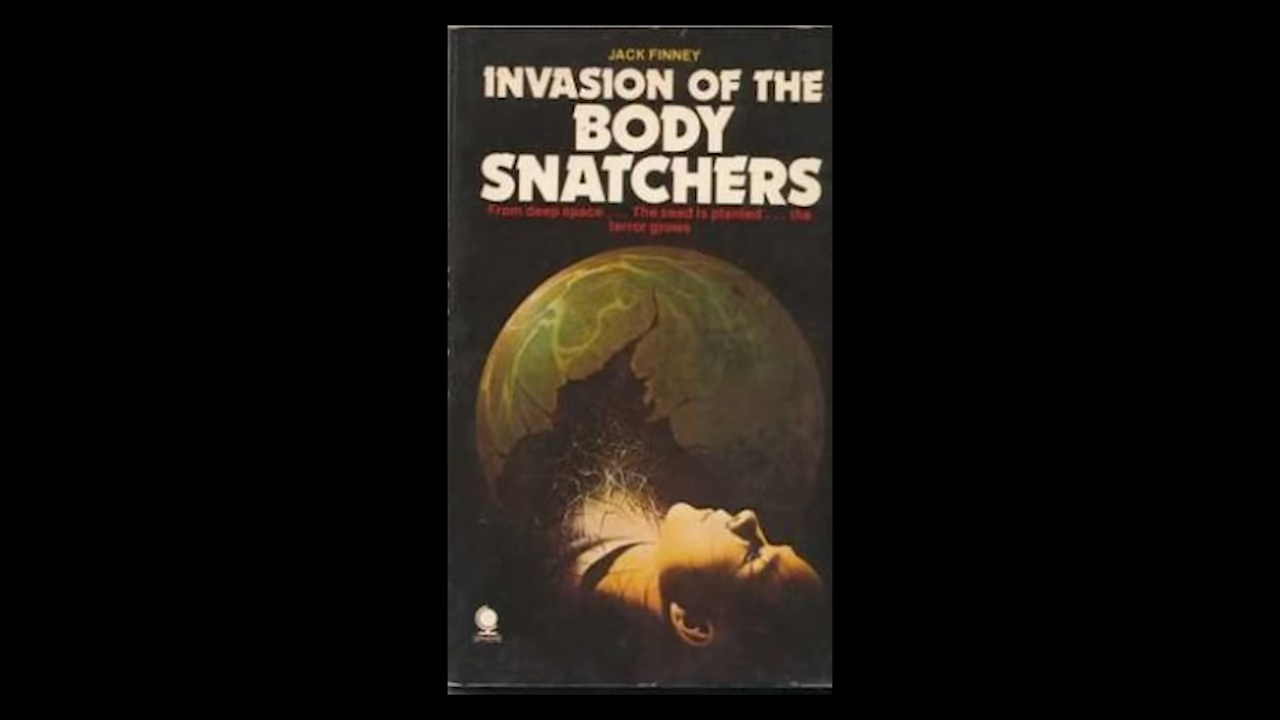 JACK FINNEY
INVASION OF THE
BODY
SNATCHERS
From deep space . . . . The seed is planted . . . the
terror grows